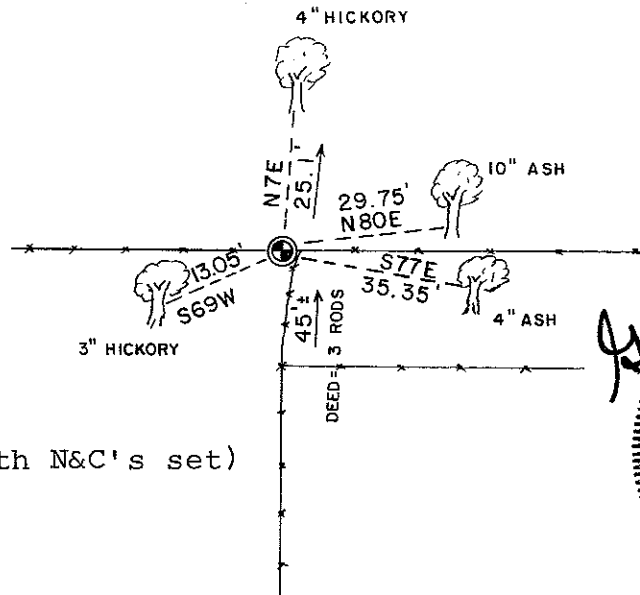 4" HICKORY
N7E
25.1'
10" ASH
29.75'
N80E
13.05'
S69W
S77E
35.35'
3" HICKORY
4" ASH
45'±
DEED = 3 RODS
th N&C's set)